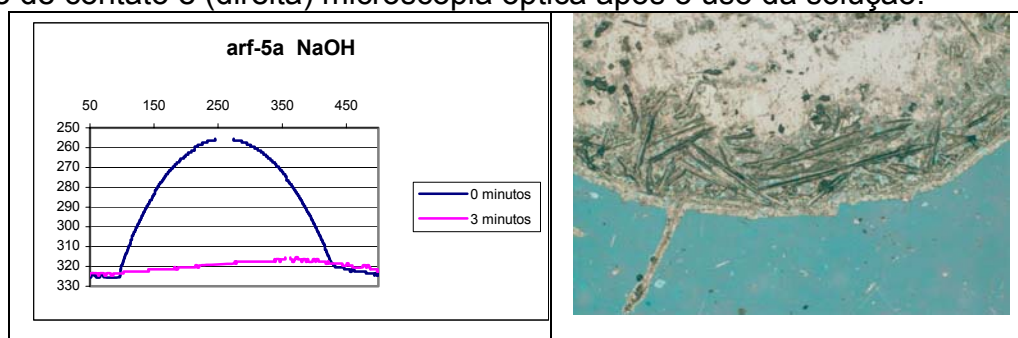 de contato e (direita) microscopia óptica após o uso da solução.
arf-5a NaOH
50 150 250 350 450
250
260
270
280
290
300
310
320
330
0 minutos
3 minutos